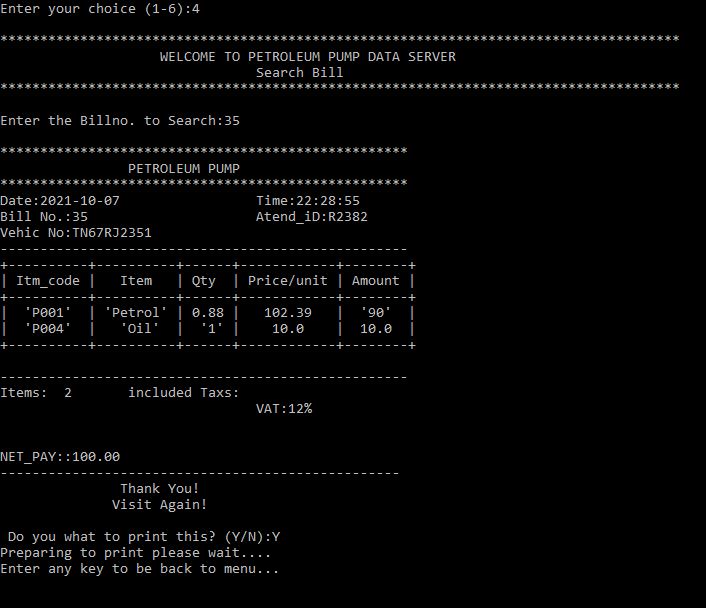 Enter your choice (1-6):4
*************************************************************************************
WELCOME TO PETROLEUM PUMP DATA SERVER
Search Bill
*************************************************************************************
Enter the Billno. to Search:35
***************************************************
PETROLEUM PUMP
***************************************************
Date:2021-10-07                 Time:22:28:55
Bill No.:35                     Atend_iD:R2382
Vehic No:TN67RJ2351
---------------------------------------------------
+----------+----------+------+------------+--------+
| Itm_code |   Item   | Qty  | Price/unit | Amount |
+----------+----------+------+------------+--------+
|  'P001'  | 'Petrol' | 0.88 |   102.39   |  '90'  |
|  'P004'  |   'Oil'  |  '1' |    10.0    |  10.0  |
+----------+----------+------+------------+--------+
---------------------------------------------------
Items:  2       included Taxs:
VAT:12%
NET_PAY::100.00
--------------------------------------------------
Thank You!
Visit Again!
Do you what to print this? (Y/N):Y
Preparing to print please wait....
Enter any key to be back to menu...